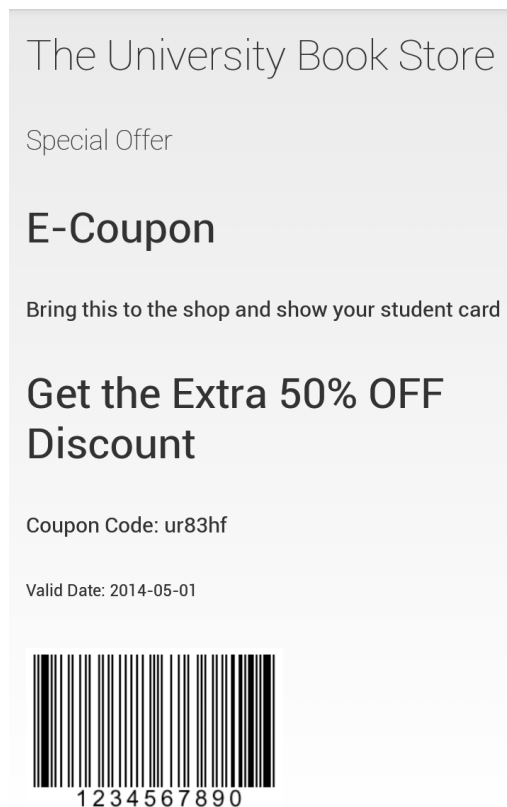 The University Book Store
Special Offer
E-Coupon
Bring this to the shop and show your student card
Get the Extra 50% OFF
Discount
Coupon Code: ur83hf
Valid Date: 2014-05-01
1234567890